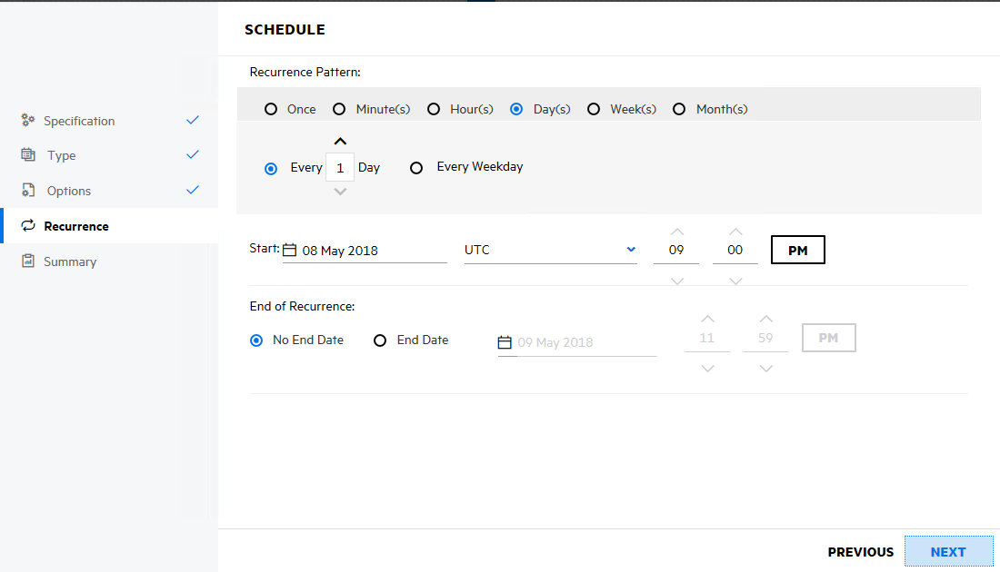 SCHEDULE
Specification
Type
Options
Recurrence
Summary
Recurrence Pattern:
Once Minute(s) Hour(s) Day(s) Week(s) Month(s)
Every 1 Day Every Weekday
Start: 08 May 2018 UTC 09 00 PM
End of Recurrence:
No End Date End Date 09 May 2018 11 59 PM
PREVIOUS NEXT